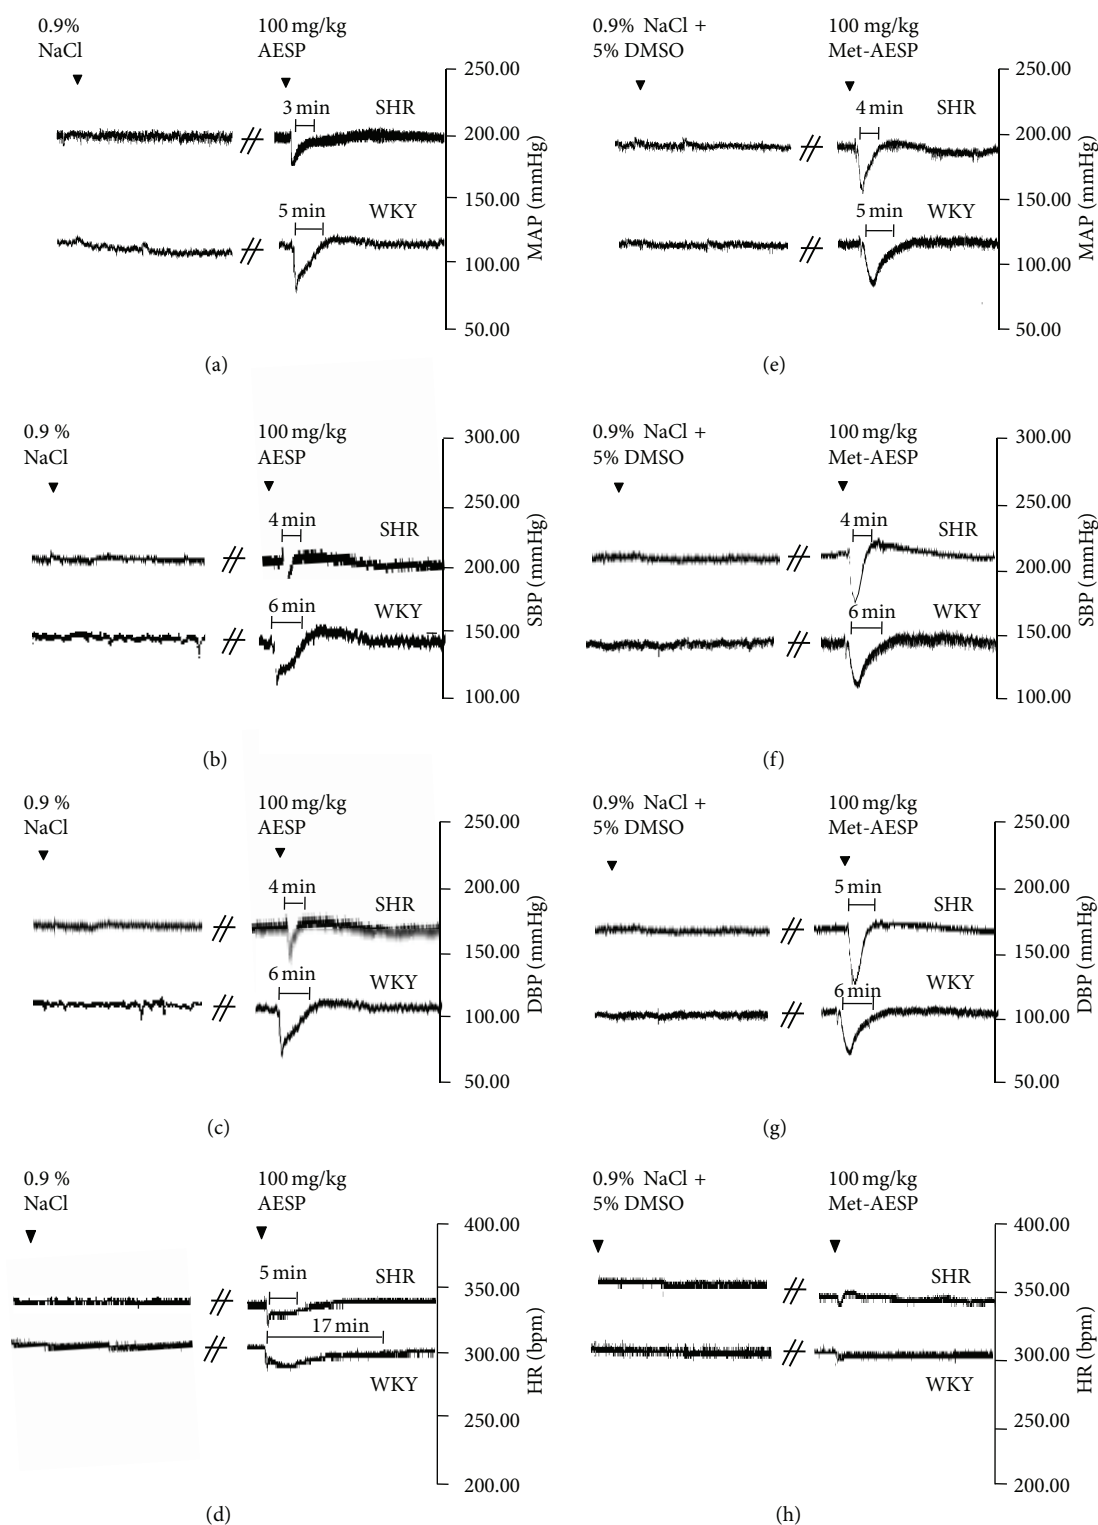 0.9%
NaCl
100 mg/kg
AESP
3 min
SHR
5 min
WKY
250.00
200.00
150.00
100.00
50.00
MAP (mmHg)
(a)
0.9% NaCl +
5% DMSO
100 mg/kg
Met-AESP
4 min
SHR
5 min
WKY
250.00
200.00
150.00
100.00
50.00
MAP (mmHg)
(e)
0.9 %
NaCl
100 mg/kg
AESP
4 min
SHR
6 min
WKY
300.00
250.00
200.00
150.00
100.00
SBP (mmHg)
(b)
0.9% NaCl +
5% DMSO
100 mg/kg
Met-AESP
4 min
SHR
6 min
WKY
300.00
250.00
200.00
150.00
100.00
SBP (mmHg)
(f)
0.9 %
NaCl
100 mg/kg
AESP
4 min
SHR
6 min
WKY
250.00
200.00
150.00
100.00
50.00
DBP (mmHg)
(c)
0.9% NaCl +
5% DMSO
100 mg/kg
Met-AESP
5 min
SHR
6 min
WKY
250.00
200.00
150.00
100.00
50.00
DBP (mmHg)
(g)
0.9 %
NaCl
100 mg/kg
AESP
5 min
SHR
17 min
WKY
400.00
350.00
300.00
250.00
200.00
HR (bpm)
(d)
0.9% NaCl +
5% DMSO
100 mg/kg
Met-AESP
SHR
WKY
400.00
350.00
300.00
250.00
200.00
HR (bpm)
(h)